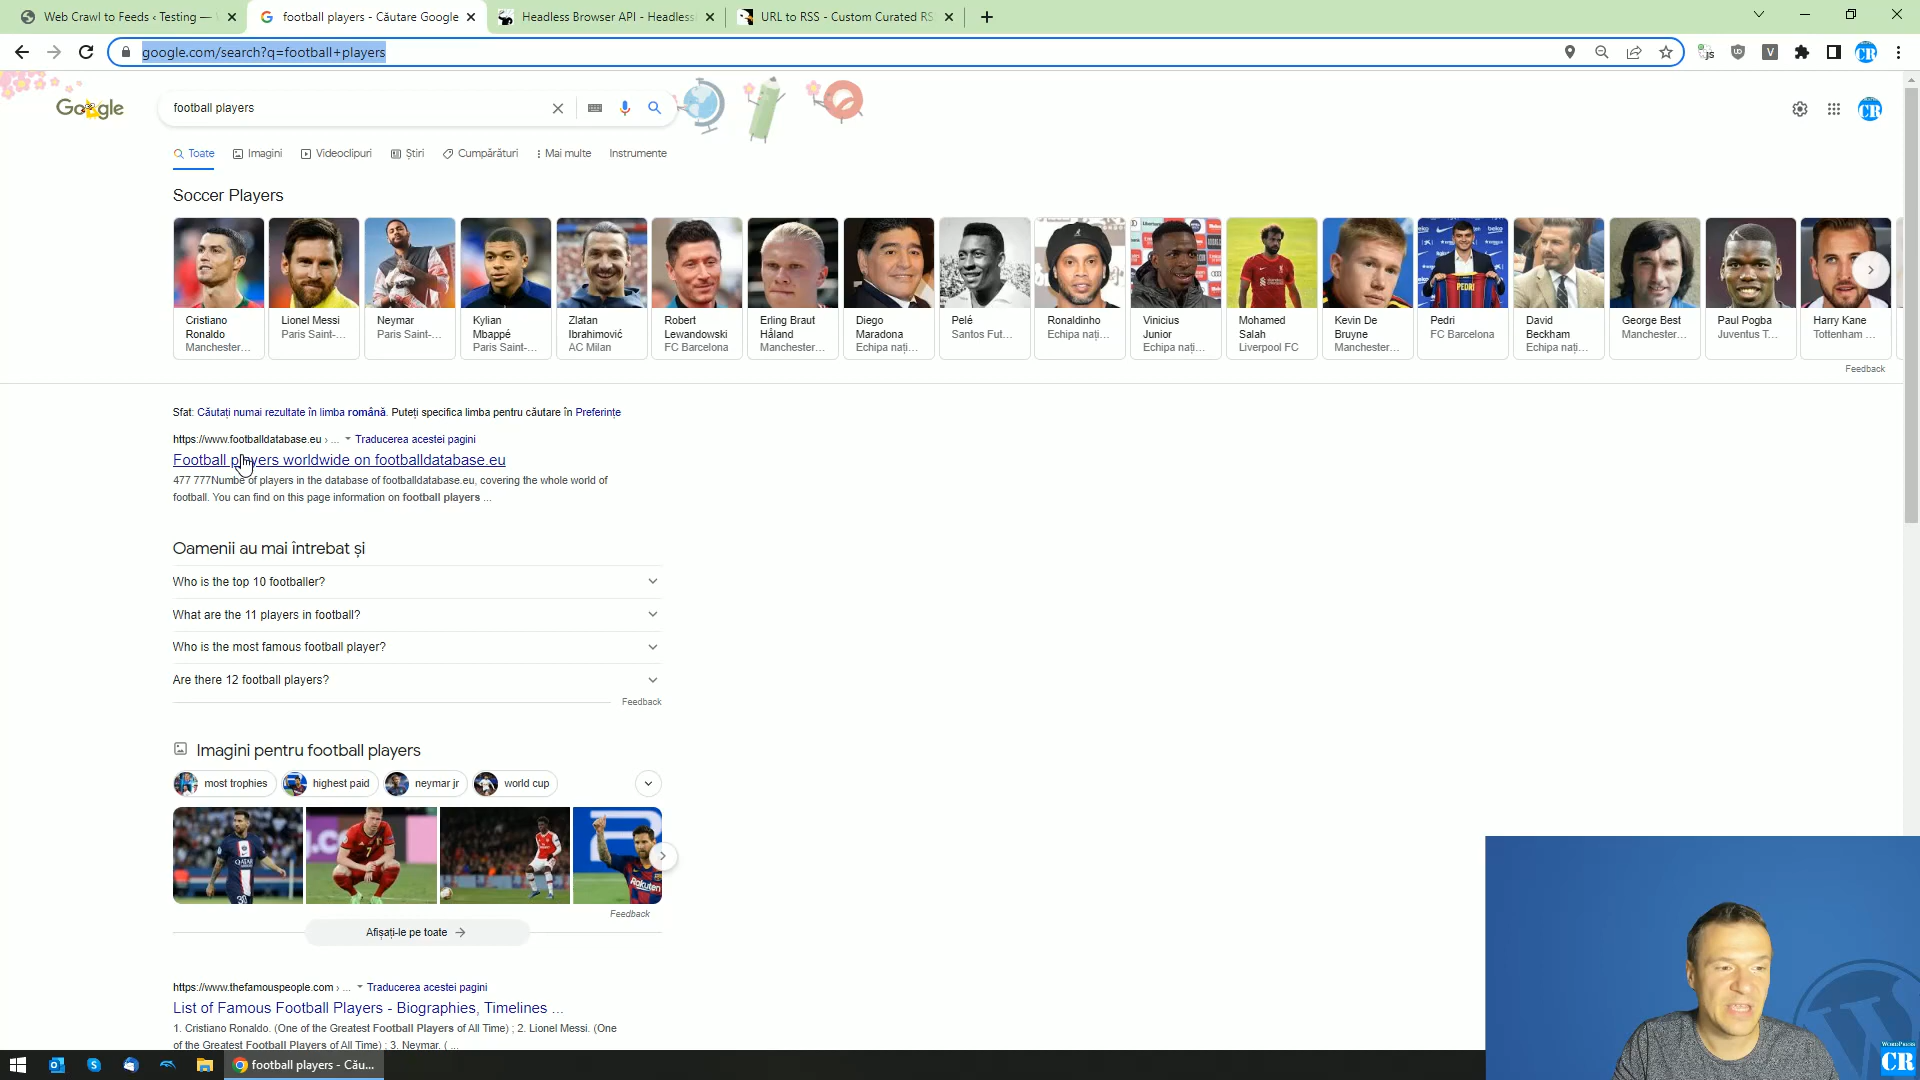 Web Crawl to Feeds ‹ Testing —
football players - Căutare Google
Headless Browser API - Headless
URL to RSS - Custom Curated RS
google.com/search?q=football+players
Google
football players
Toate
Imagini
Videoclipuri
Știri
Cumpărături
Mai multe
Instrumente
Soccer Players
Cristiano
Ronaldo
Manchester...
Lionel Messi
Paris Saint-...
Neymar
Paris Saint-...
Kylian
Mbappé
Paris Saint-...
Zlatan
Ibrahimović
AC Milan
Robert
Lewandowski
FC Barcelona
Erling Braut
Håland
Manchester...
Diego
Maradona
Echipa nați...
Pelé
Santos Fut...
Ronaldinho
Echipa nați...
Vinicius
Junior
Echipa nați...
Mohamed
Salah
Liverpool FC
Kevin De
Bruyne
Manchester...
PEDRI
Pedri
FC Barcelona
David
Beckham
Echipa nați...
George Best
Manchester...
Paul Pogba
Juventus T...
Harry Kane
Tottenham ...
Feedback
Sfat: Căutați numai rezultate în limba română. Puteți specifica limba pentru căutare în Preferințe
https://www.footballdatabase.eu › ... Traducerea acestei pagini
Football players worldwide on footballdatabase.eu
477 777Numbe of players in the database of footballdatabase.eu, covering the whole world of
football. You can find on this page information on football players ...
Oamenii au mai întrebat și
Who is the top 10 footballer?
What are the 11 players in football?
Who is the most famous football player?
Are there 12 football players?
Feedback
Imagini pentru football players
most trophies
highest paid
neymar jr
world cup
Rakuten
Feedback
Afișați-le pe toate
https://www.thefamouspeople.com › ... Traducerea acestei pagini
List of Famous Football Players - Biographies, Timelines ...
1. Cristiano Ronaldo. (One of the Greatest Football Players of All Time) ; 2. Lionel Messi. (One
of the Greatest Football Players of All Time) ; 3. Neymar. ( ...
football players - Cău...
WORDPRESS
CR